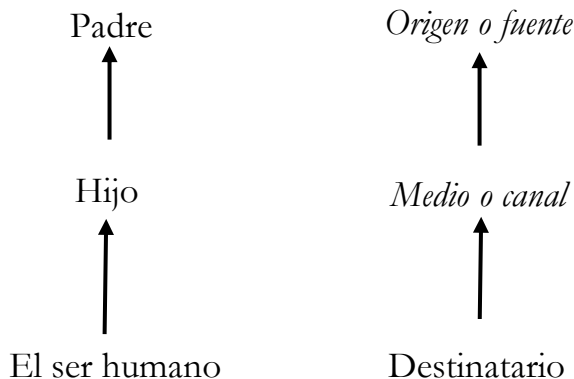 Padre
Origen o fuente
Hijo
Medio o canal
El ser humano
Destinatario